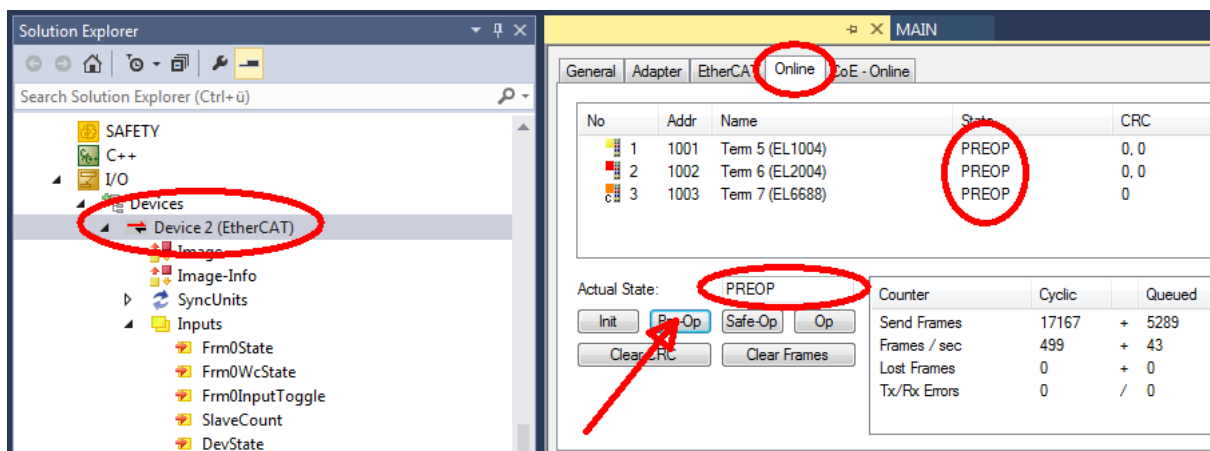 Solution Explorer
Search Solution Explorer (Ctrl+ü)
SAFETY
C++
I/O
Devices
Device 2 (EtherCAT)
Image
Image-Info
SyncUnits
Inputs
Frm0State
Frm0WcState
Frm0InputToggle
SlaveCount
DevState
MAIN
General Adapter EtherCAT Online CoE - Online
No Addr Name State CRC
1 1001 Term 5 (EL1004) PREOP 0, 0
2 1002 Term 6 (EL2004) PREOP 0, 0
c 3 1003 Term 7 (EL6688) PREOP 0
Actual State: PREOP
Init Pre-Op Safe-Op Op
Clear CRC Clear Frames
Counter Cyclic Queued
Send Frames 17167 + 5289
Frames / sec 499 + 43
Lost Frames 0 + 0
Tx/Rx Errors 0 / 0